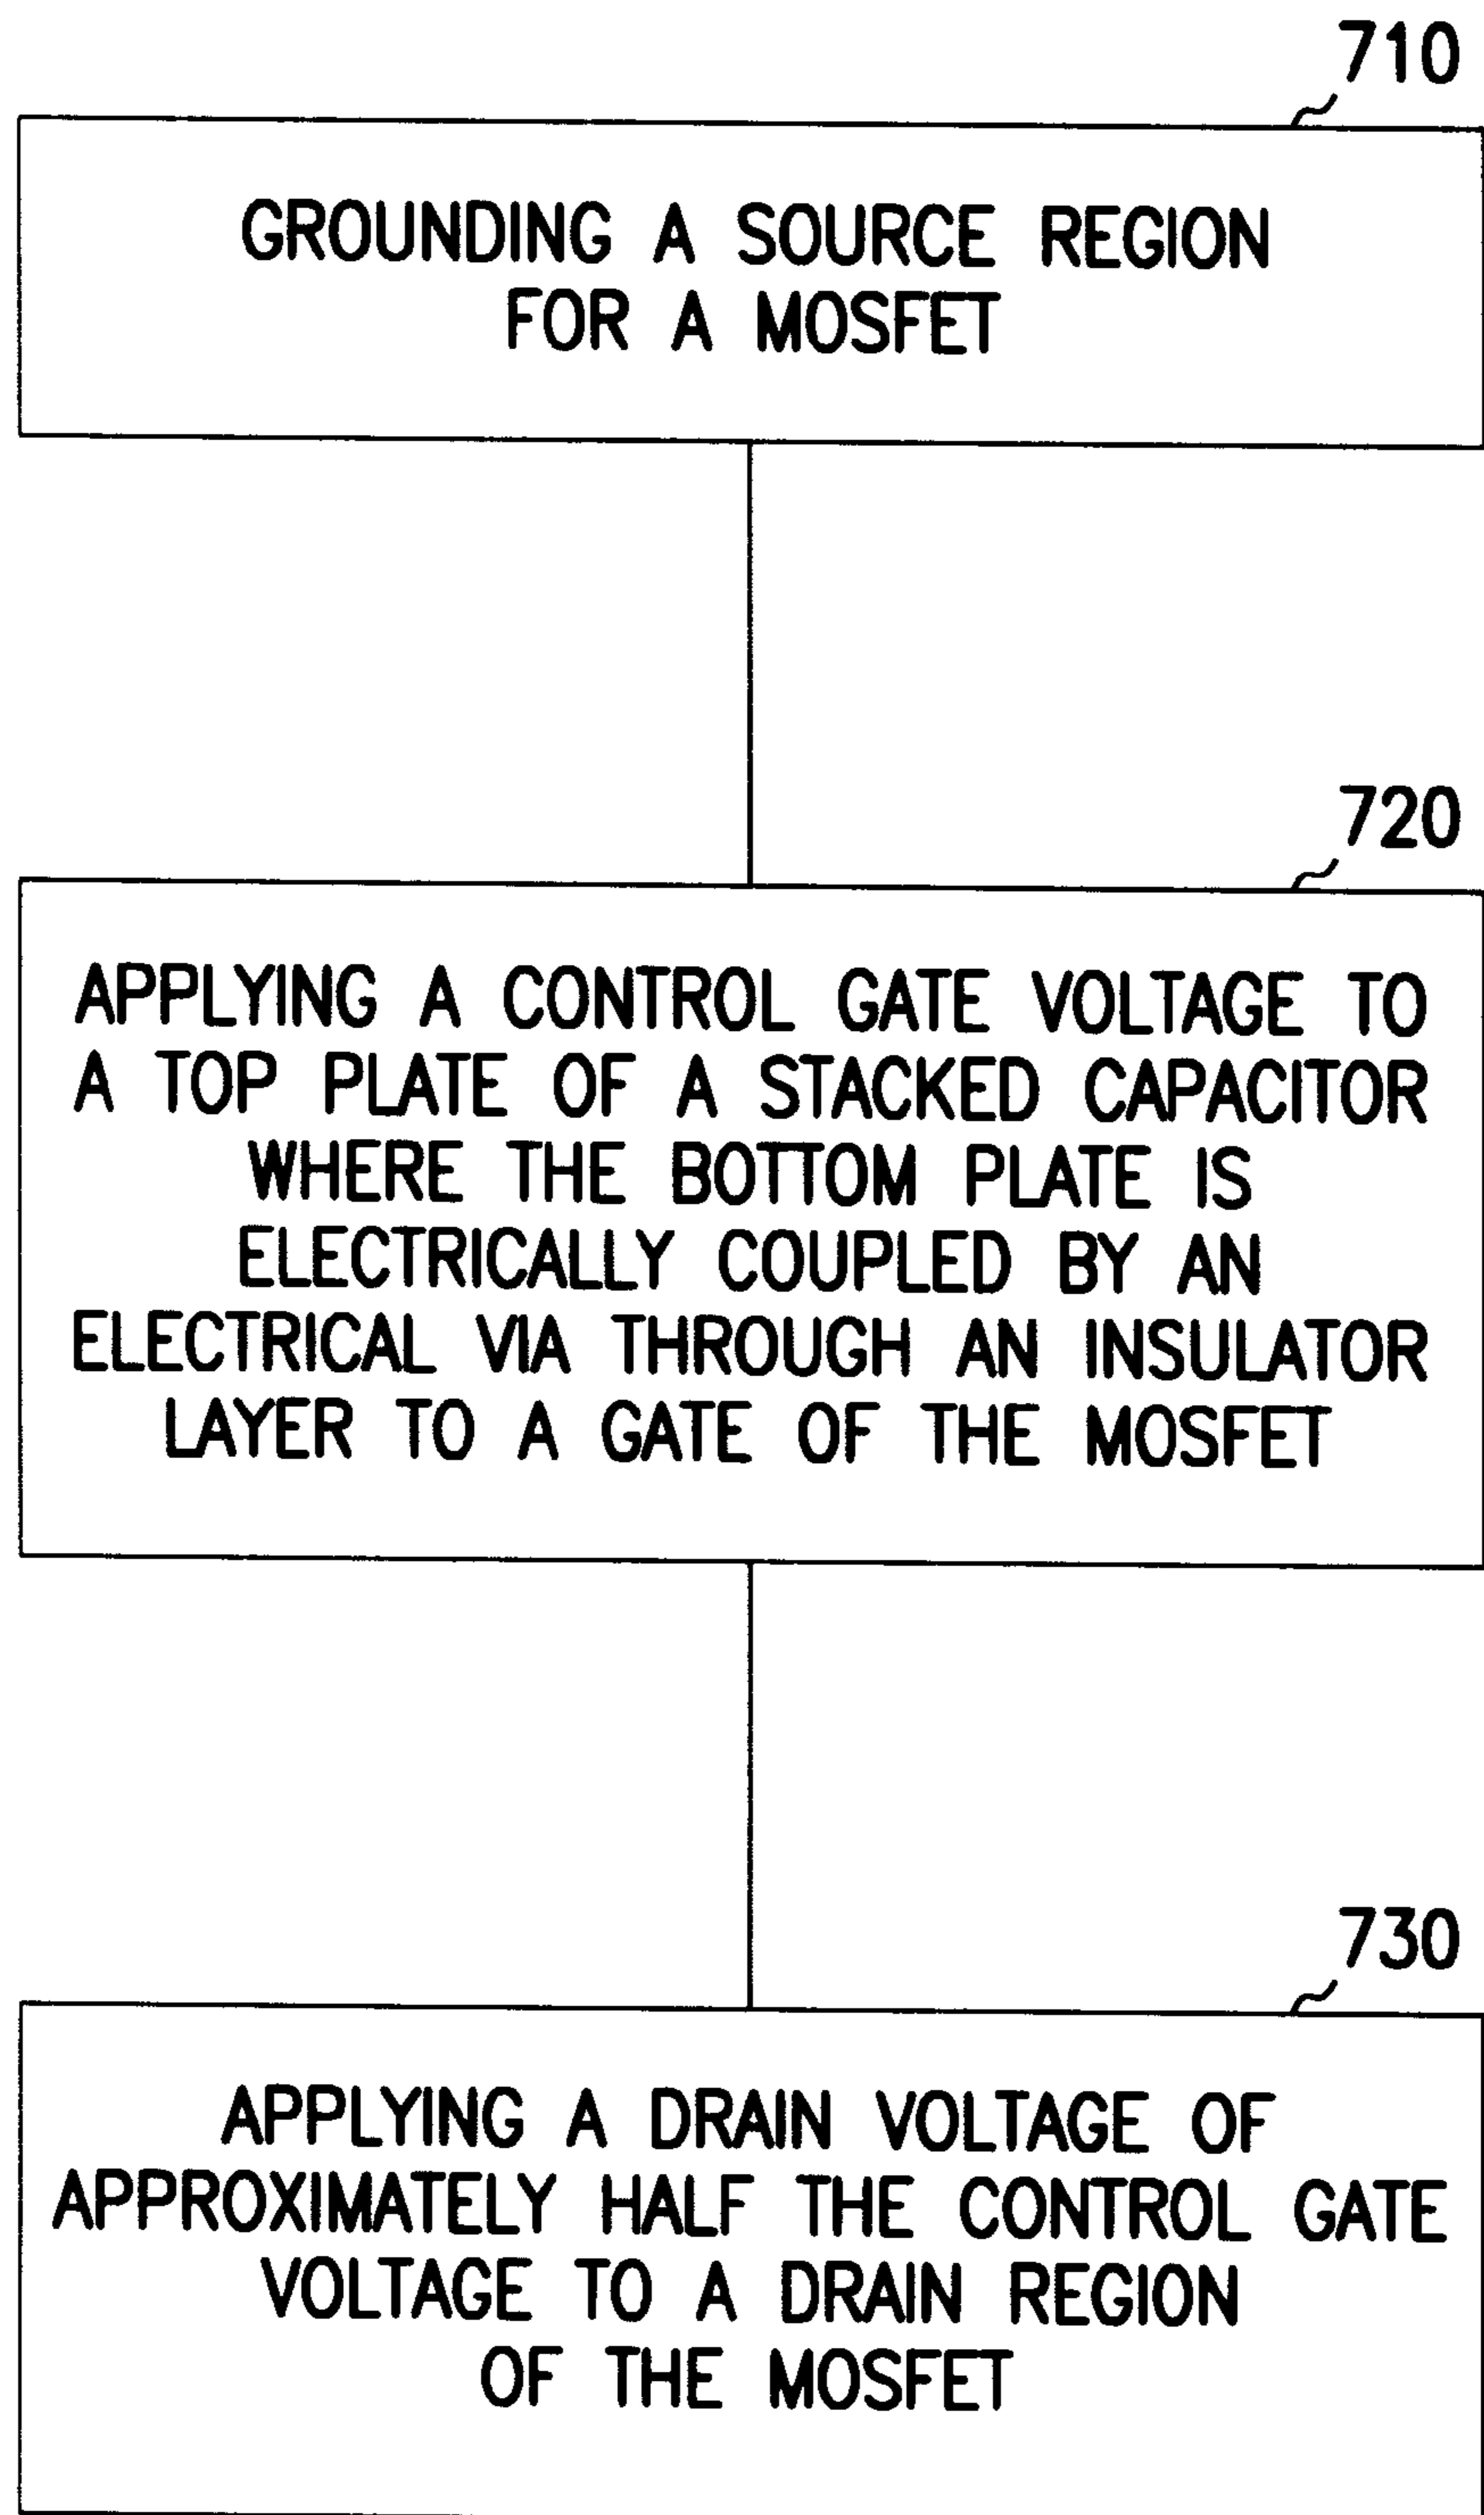 710
GROUNDING A SOURCE REGION
FOR A MOSFET
720
APPLYING A CONTROL GATE VOLTAGE TO
A TOP PLATE OF A STACKED CAPACITOR
WHERE THE BOTTOM PLATE IS
ELECTRICALLY COUPLED BY AN
ELECTRICAL VIA THROUGH AN INSULATOR
LAYER TO A GATE OF THE MOSFET
730
APPLYING A DRAIN VOLTAGE OF
APPROXIMATELY HALF THE CONTROL GATE
VOLTAGE TO A DRAIN REGION
OF THE MOSFET